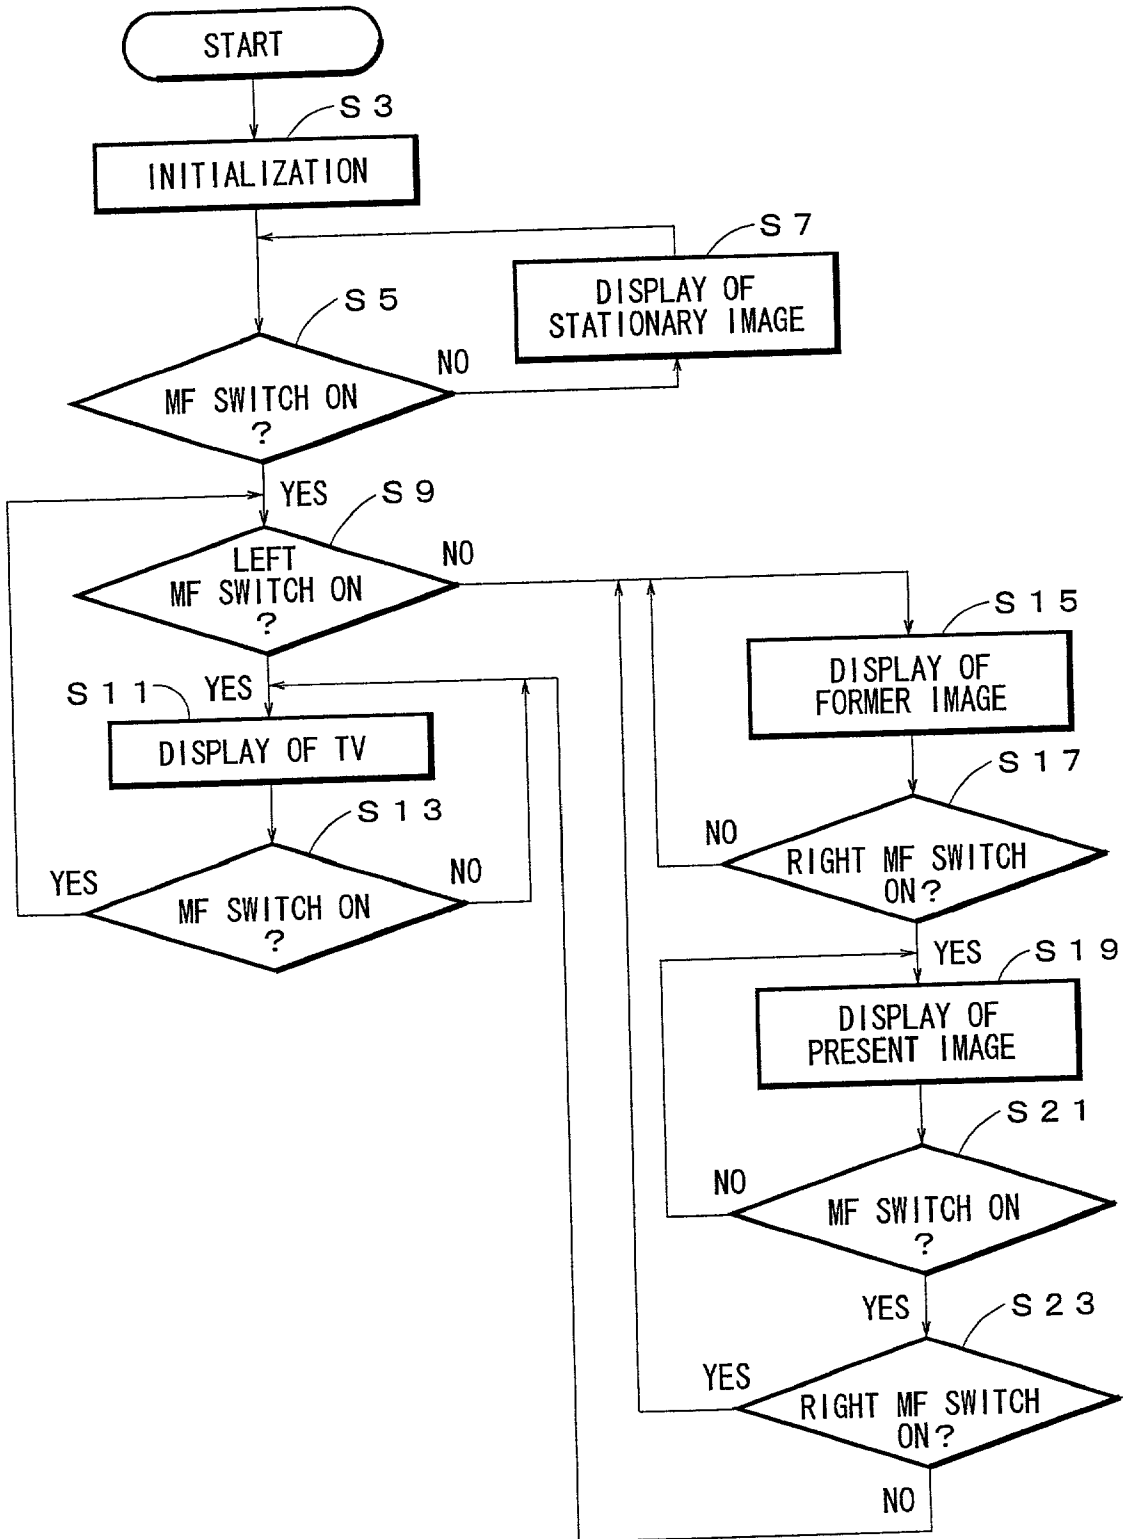 START
S3
INITIALIZATION
S7
DISPLAY OF
STATIONARY IMAGE
S5
NO
MF SWITCH ON
?
YES
S9
LEFT
MF SWITCH ON
?
NO
S15
DISPLAY OF
FORMER IMAGE
S11
YES
DISPLAY OF TV
S17
S13
NO
RIGHT MF SWITCH
ON?
YES
NO
MF SWITCH ON
?
YES
S19
DISPLAY OF
PRESENT IMAGE
S21
NO
MF SWITCH ON
?
YES
S23
YES
RIGHT MF SWITCH
ON?
NO